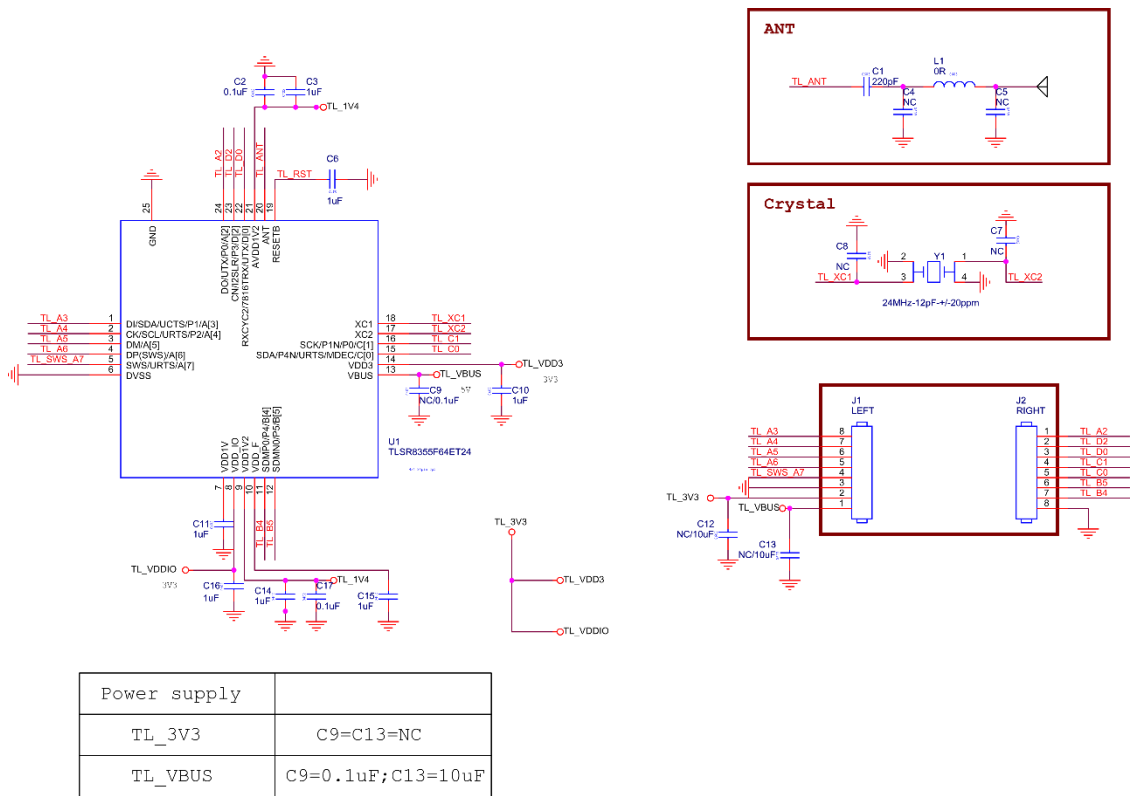 ANT
TL_ANT
C1
220pF
L1
0R
C4
NC
C5
NC
Crystal
C8
NC
TL_XC1
2
3
Y1
1
4
C7
NC
TL_XC2
24MHz-12pF-+/-20ppm
C2
0.1uF
C3
1uF
TL_1V4
TL_A2
TL_D2
TL_D0
TL_ANT
TL_RST
C6
1uF
25
24
23
22
21
20
19
GND
DO/UTX/P0/A[2]
CN/I2SLR/P3/D[2]
RXCYC2/7816TRX/UTX/D[0]
AVDD1V2
ANT
RESETB
TL_A3 1 DI/SDA/UCTS/P1/A[3]
TL_A4 2 CK/SCL/URTS/P2/A[4]
TL_A5 3 DM/A[5]
TL_A6 4 DP(SWS)/A[6]
TL_SWS_A7 5 SWS/URTS/A[7]
6 DVSS
XC1 18 TL_XC1
XC2 17 TL_XC2
SCK/P1N/P0/C[1] 16 TL_C1
SDA/P4N/URTS/MDEC/C[0] 15 TL_C0
VDD3 14 TL_VDD3
3V3
VBUS 13 TL_VBUS
5V
C9
NC/0.1uF
C10
1uF
U1
TLSR8355F64ET24
VDD1V
VDD_IO
VDD1V2
VDD_F
SDMP0/P4/B[4]
SDMN0/P5/B[5]
7
8
9
10
11
12
C11
1uF
TL_B4
TL_B5
TL_VDDIO
3V3
C16
1uF
C14
1uF
C17
0.1uF
TL_1V4
C15
1uF
TL_3V3
TL_VDD3
TL_VDDIO
J1
LEFT
TL_A3 8
TL_A4 7
TL_A5 6
TL_A6 5
TL_SWS_A7 4
3
TL_3V3 2
TL_VBUS 1
C12
NC/10uF
C13
NC/10uF
J2
RIGHT
1 TL_A2
2 TL_D2
3 TL_D0
4 TL_C1
5 TL_C0
6 TL_B5
7 TL_B4
8
Power supply
TL_3V3 C9=C13=NC
TL_VBUS C9=0.1uF;C13=10uF